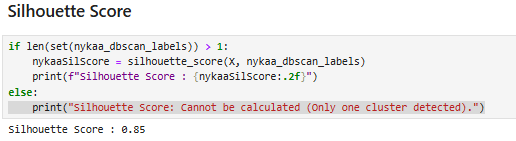 Silhouette Score
if len(set(nykaa_dbscan_labels)) > 1:
    nykaaSilScore = silhouette_score(X, nykaa_dbscan_labels)
    print(f"Silhouette Score : {nykaaSilScore:.2f}")
else:
    print("Silhouette Score: Cannot be calculated (Only one cluster detected).")
Silhouette Score : 0.85